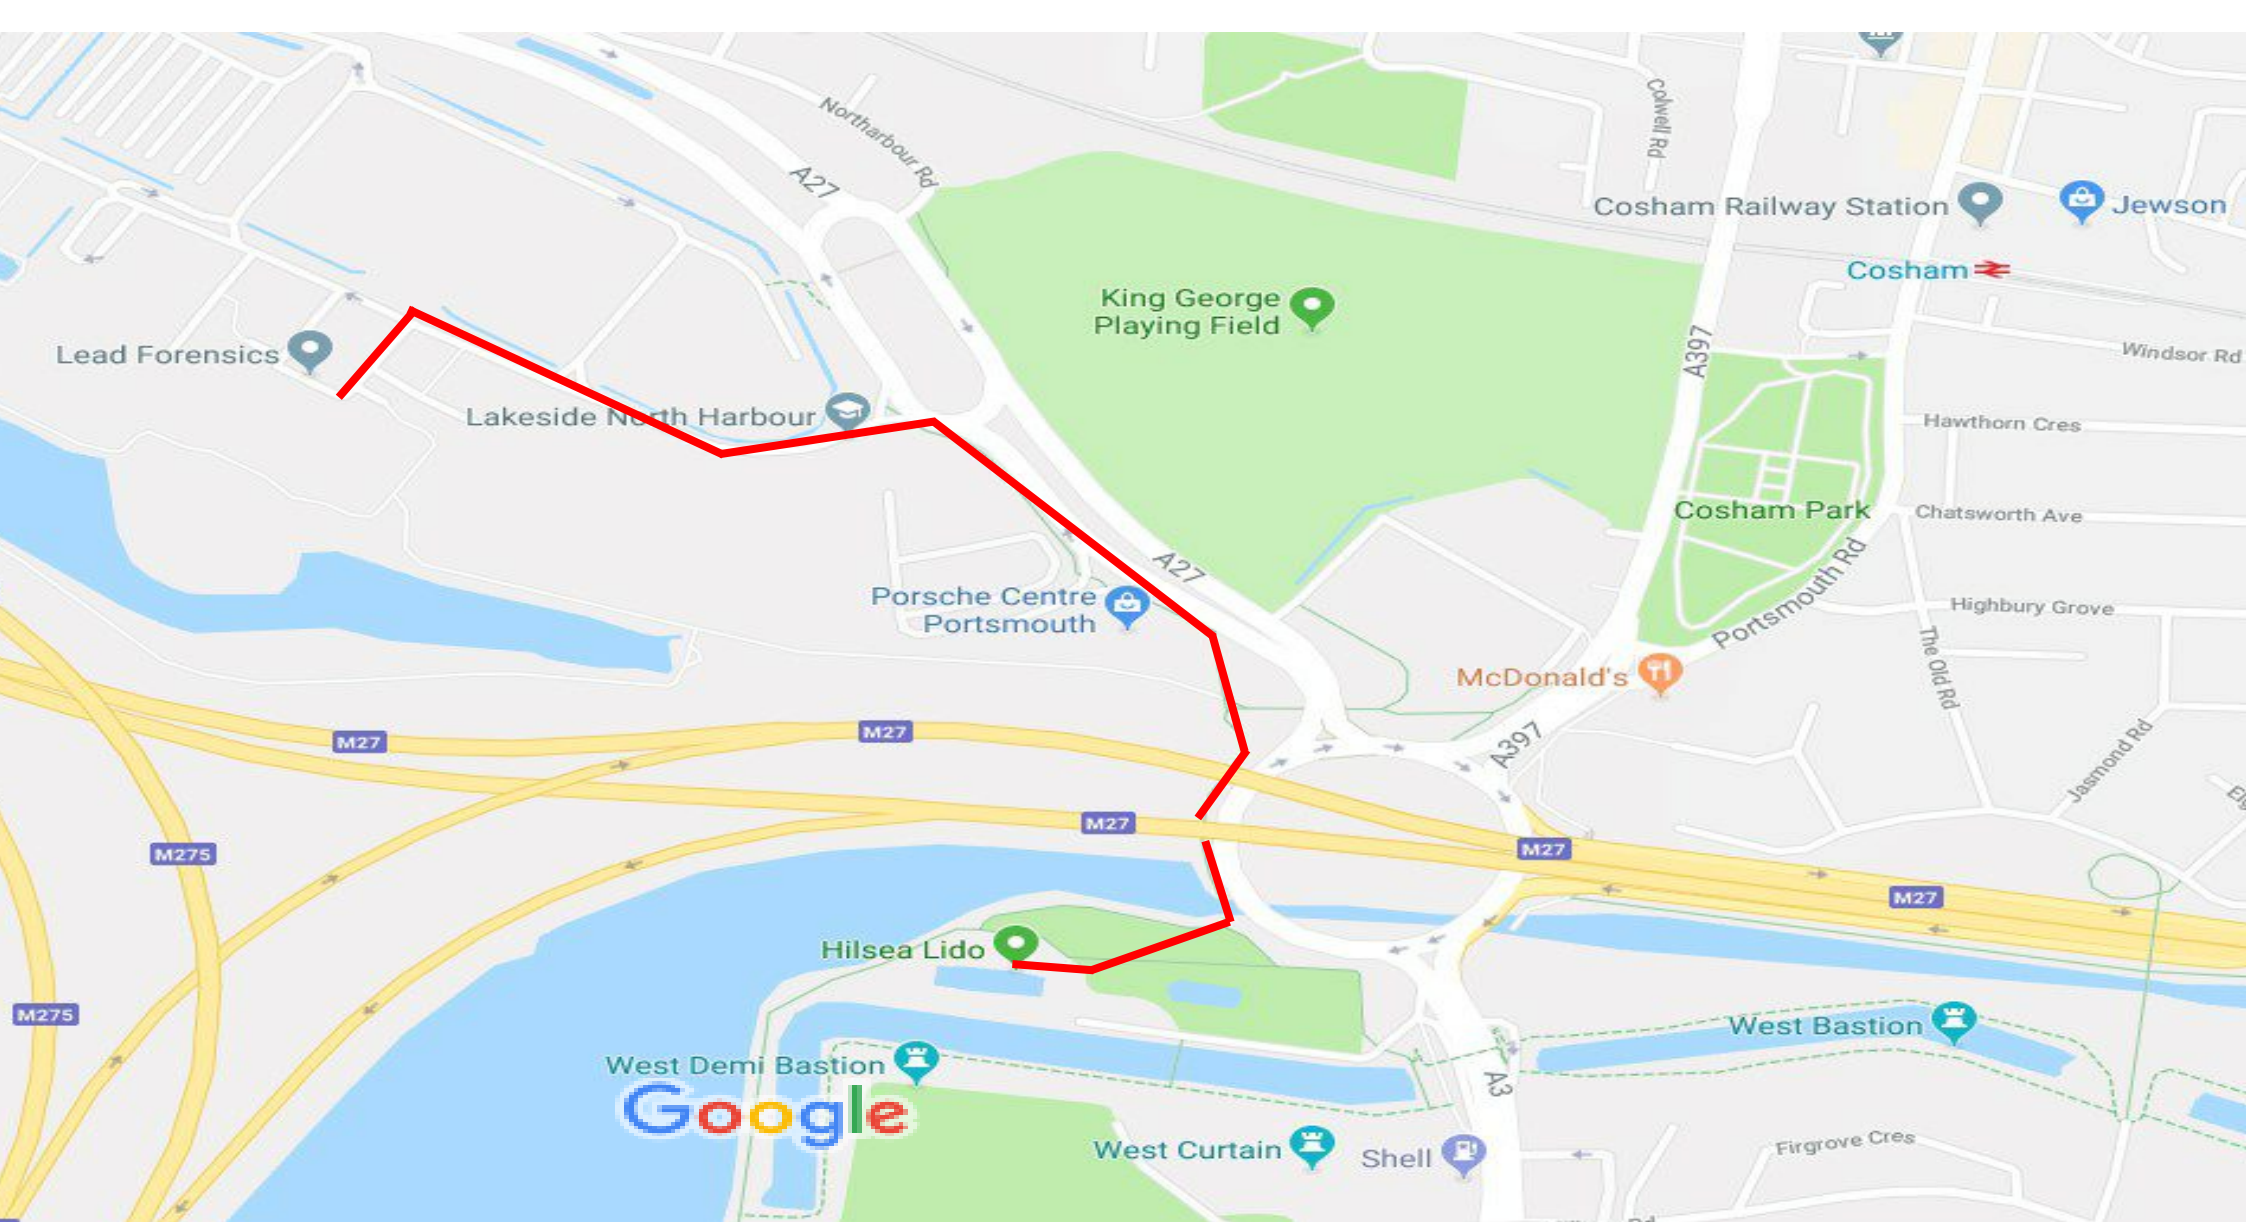 Northarbour Rd
Colwell Rd
A27
Cosham Railway Station
Jewson
Cosham
King George
Playing Field
Lead Forensics
A397
Windsor Rd
Lakeside North Harbour
Hawthorn Cres
Cosham Park
Chatsworth Ave
A27
Portsmouth Rd
Porsche Centre
Portsmouth
Highbury Grove
The Old Rd
McDonald's
M27
M27
A397
Jasmond Rd
M27
M275
M27
M27
Hilsea Lido
M275
West Bastion
West Demi Bastion
A3
Google
West Curtain
Shell
Firgrove Cres